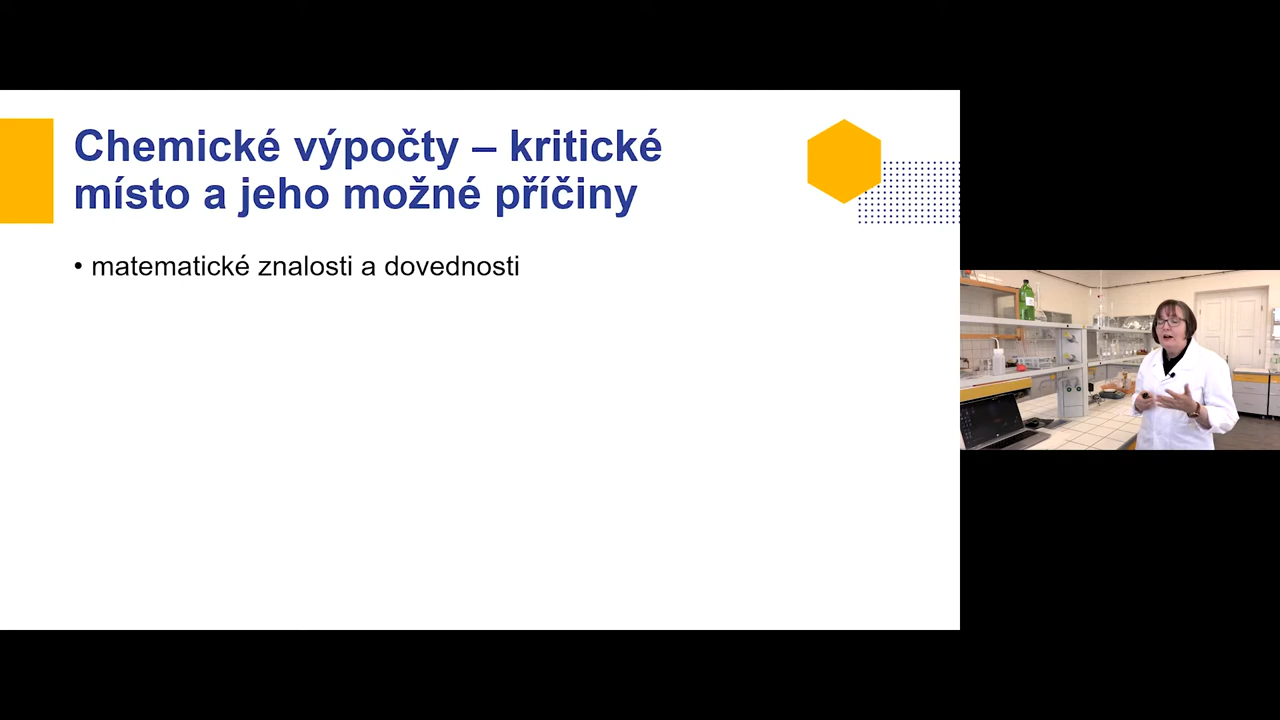 Chemické výpočty – kritické
místo a jeho možné příčiny
• matematické znalosti a dovednosti